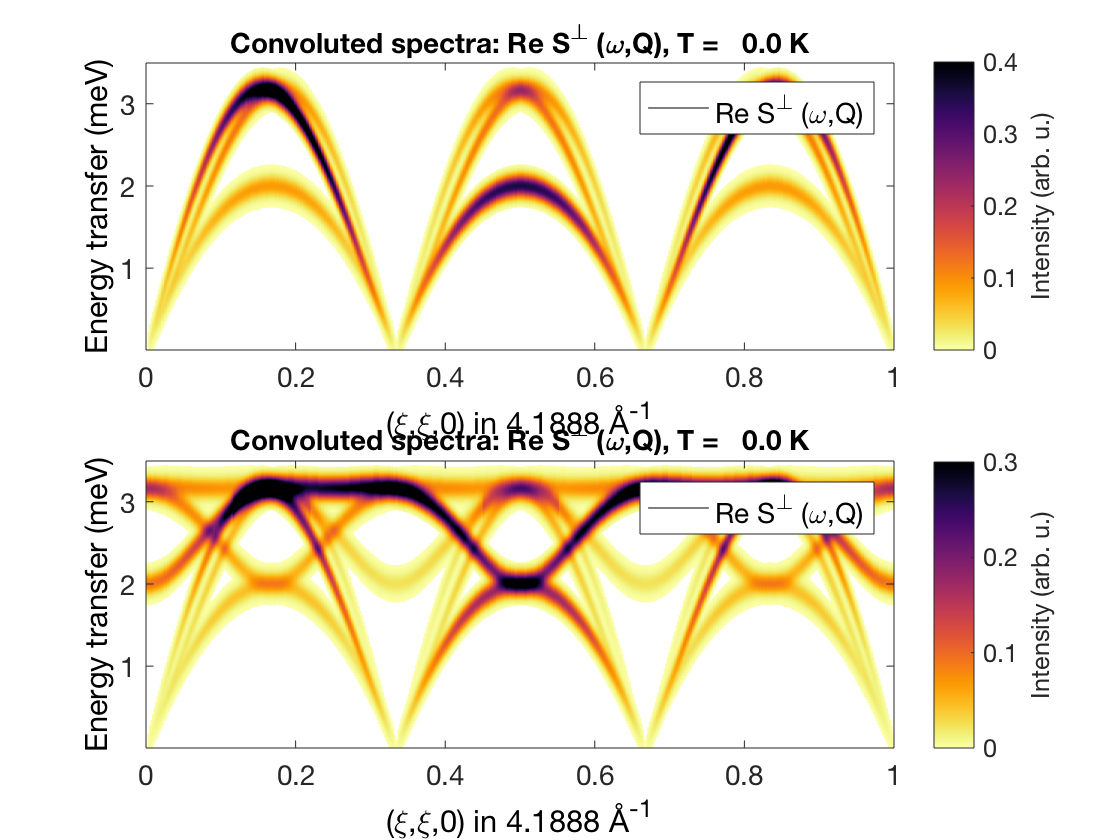 Convoluted spectra: Re S⊥ (ω,Q), T =   0.0 K
Energy transfer (meV)
3
2
1
0 0.2 0.4 0.6 0.8 1
(ξ,ξ,0) in 4.1888 Å-1
Re S⊥ (ω,Q)
0.4
0.3
0.2
0.1
0
Intensity (arb. u.)
Convoluted spectra: Re S⊥ (ω,Q), T =   0.0 K
Energy transfer (meV)
3
2
1
0 0.2 0.4 0.6 0.8 1
(ξ,ξ,0) in 4.1888 Å-1
Re S⊥ (ω,Q)
0.3
0.2
0.1
0
Intensity (arb. u.)